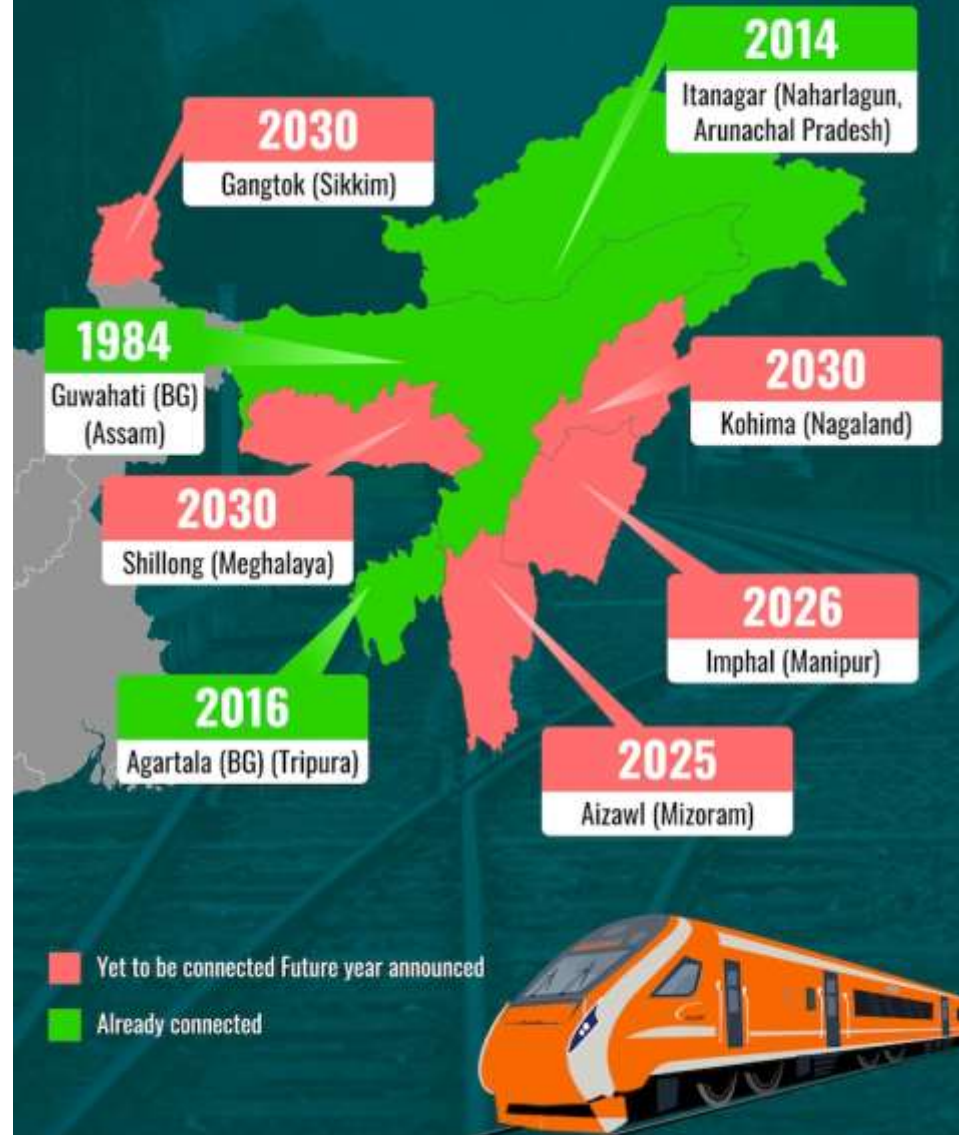 2014
Itanagar (Naharlagun,
Arunachal Pradesh)
2030
Gangtok (Sikkim)
1984
Guwahati (BG)
(Assam)
2030
Kohima (Nagaland)
2030
Shillong (Meghalaya)
2026
Imphal (Manipur)
2016
Agartala (BG) (Tripura)
2025
Aizawl (Mizoram)
Yet to be connected Future year announced
Already connected